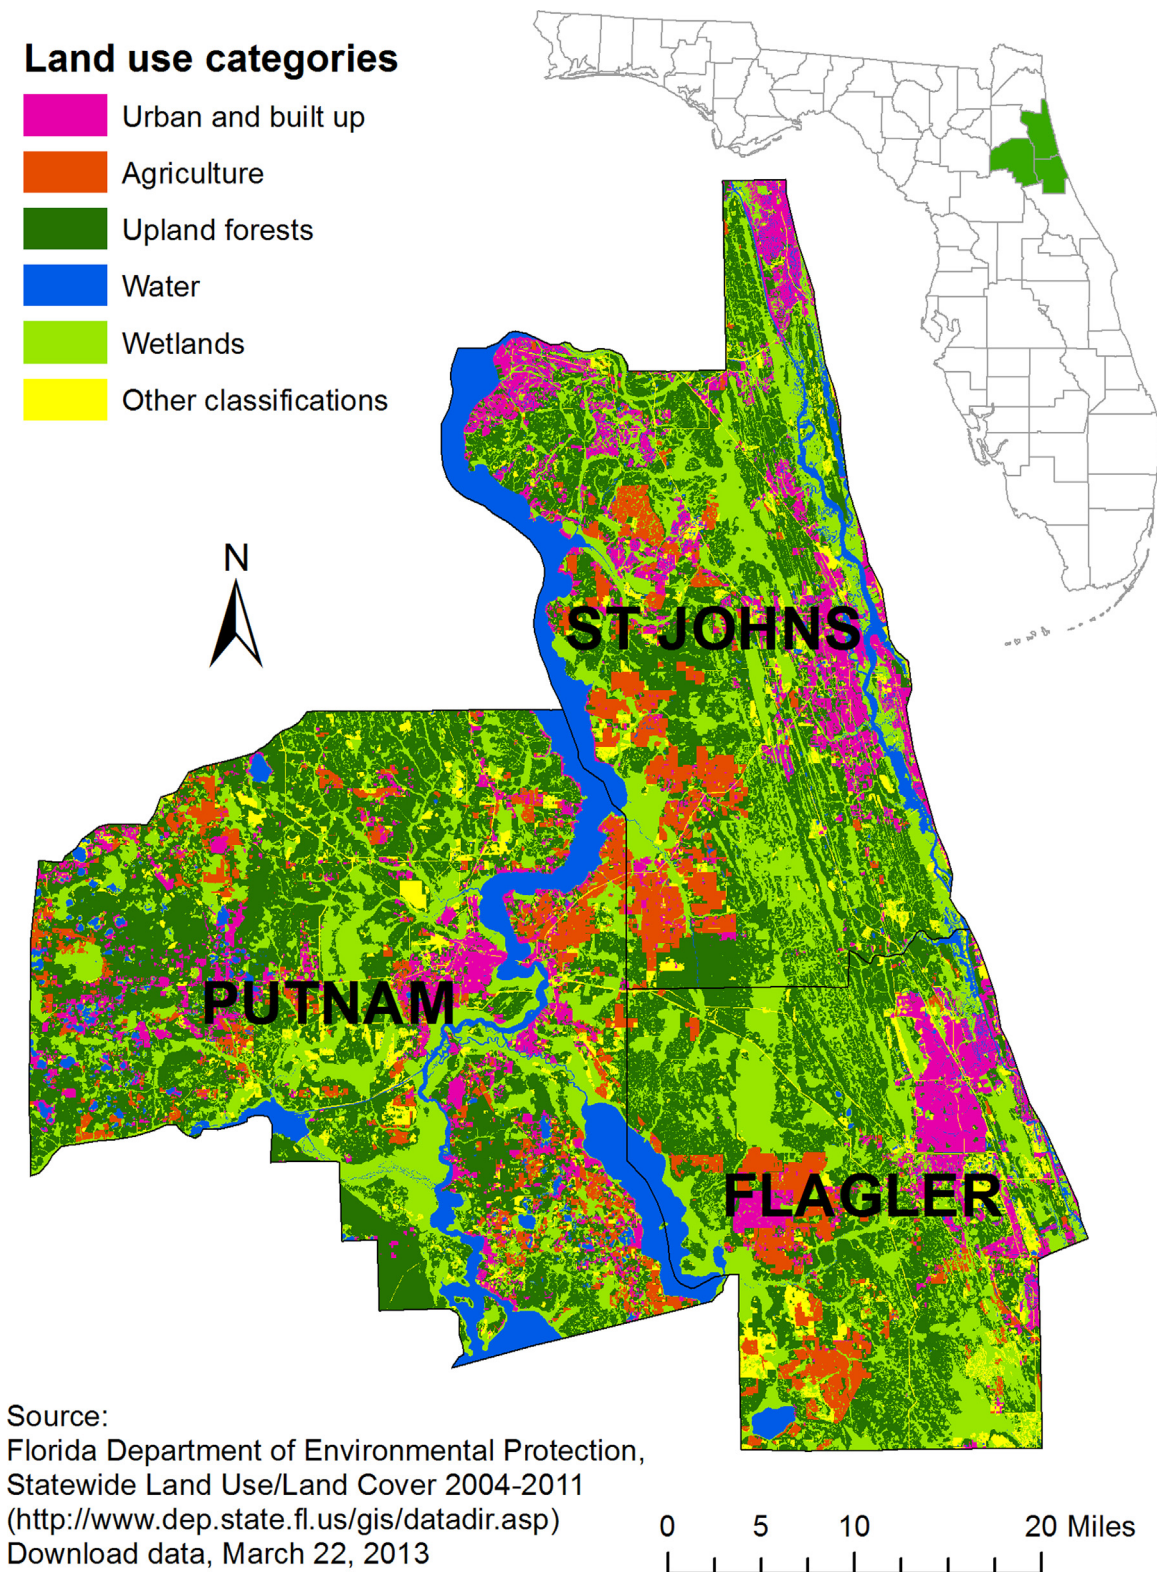 Land use categories
Urban and built up
Agriculture
Upland forests
Water
Wetlands
Other classifications
N
ST JOHNS
PUTNAM
FLAGLER
Source:
Florida Department of Environmental Protection,
Statewide Land Use/Land Cover 2004-2011
(http://www.dep.state.fl.us/gis/datadir.asp)
Download data, March 22, 2013
0 5 10 20 Miles